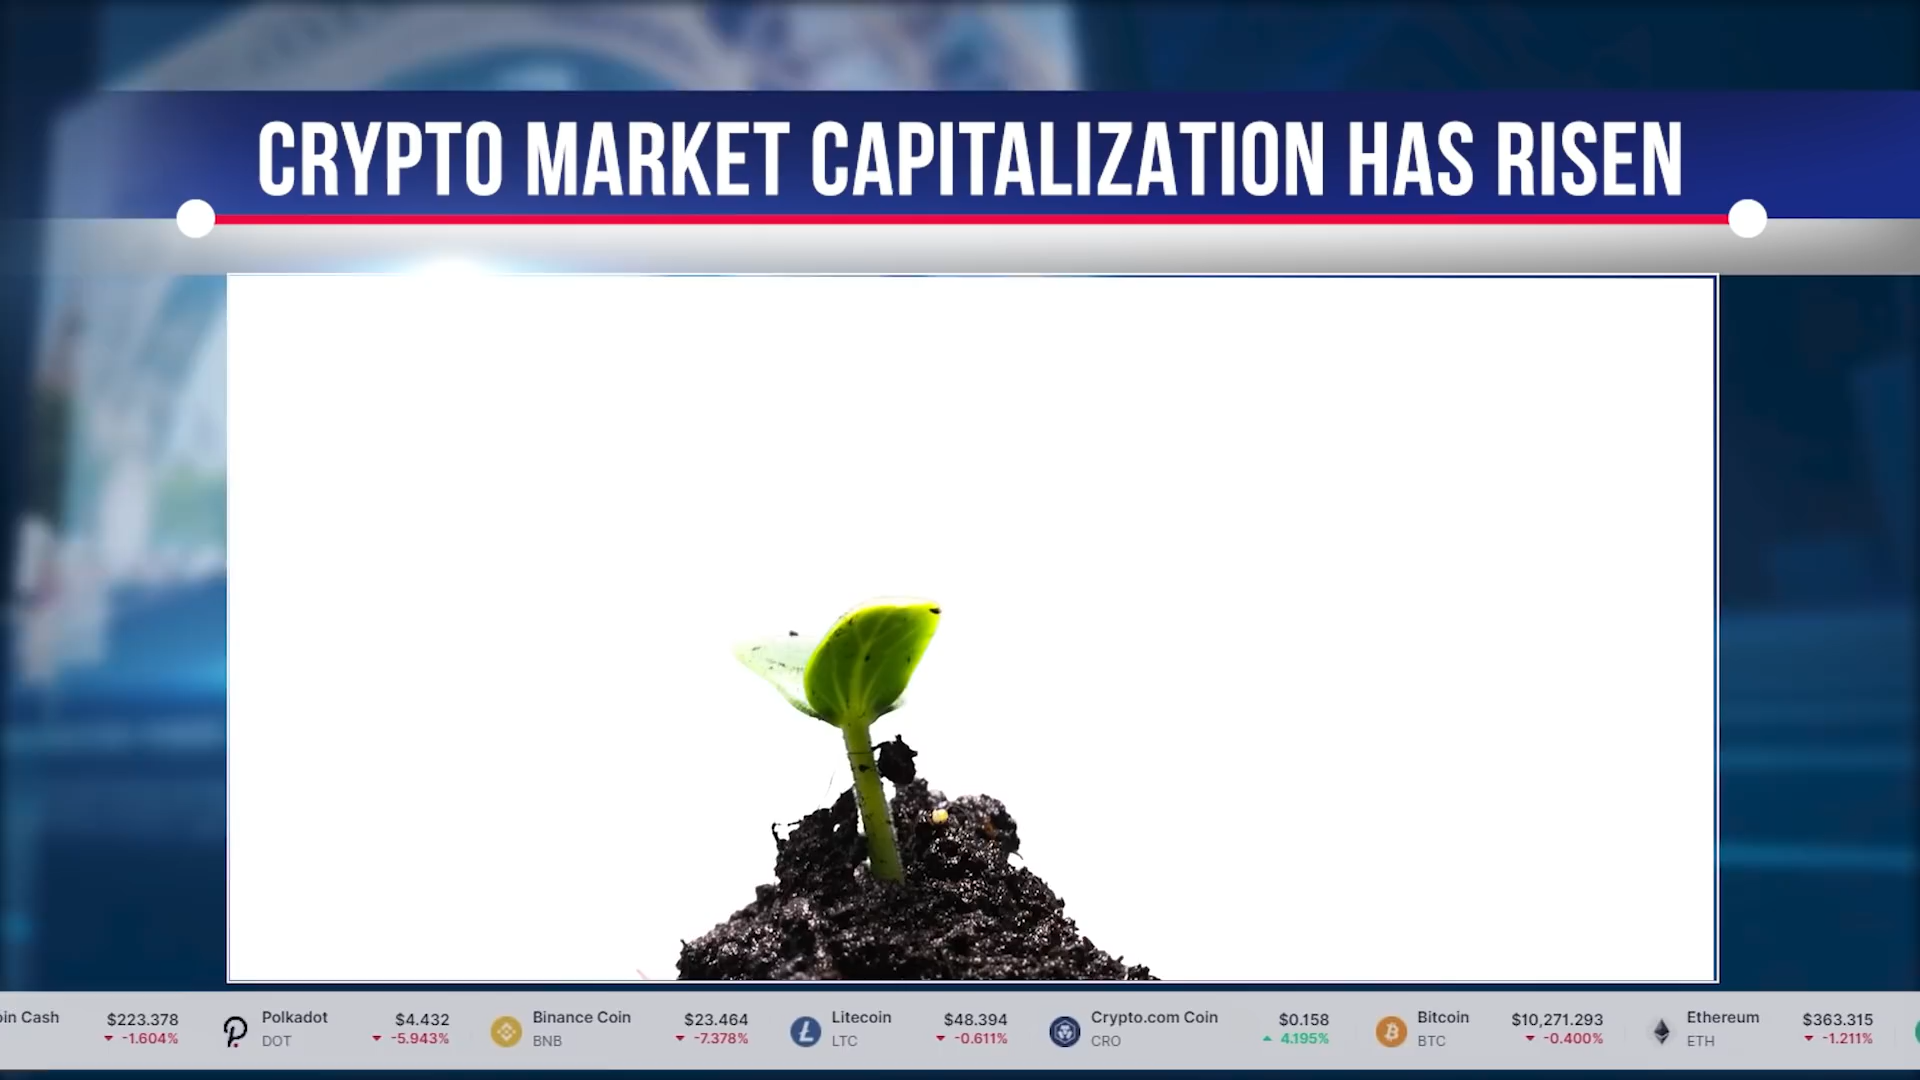 CRYPTO MARKET CAPITALIZATION HAS RISEN
oin Cash $223.378
-1.604%
Polkadot $4.432
DOT -5.943%
Binance Coin $23.464
BNB -7.378%
Litecoin $48.394
LTC -0.611%
Crypto.com Coin $0.158
CRO 4.195%
Bitcoin $10,271.293
BTC -0.400%
Ethereum $363.315
ETH -1.211%